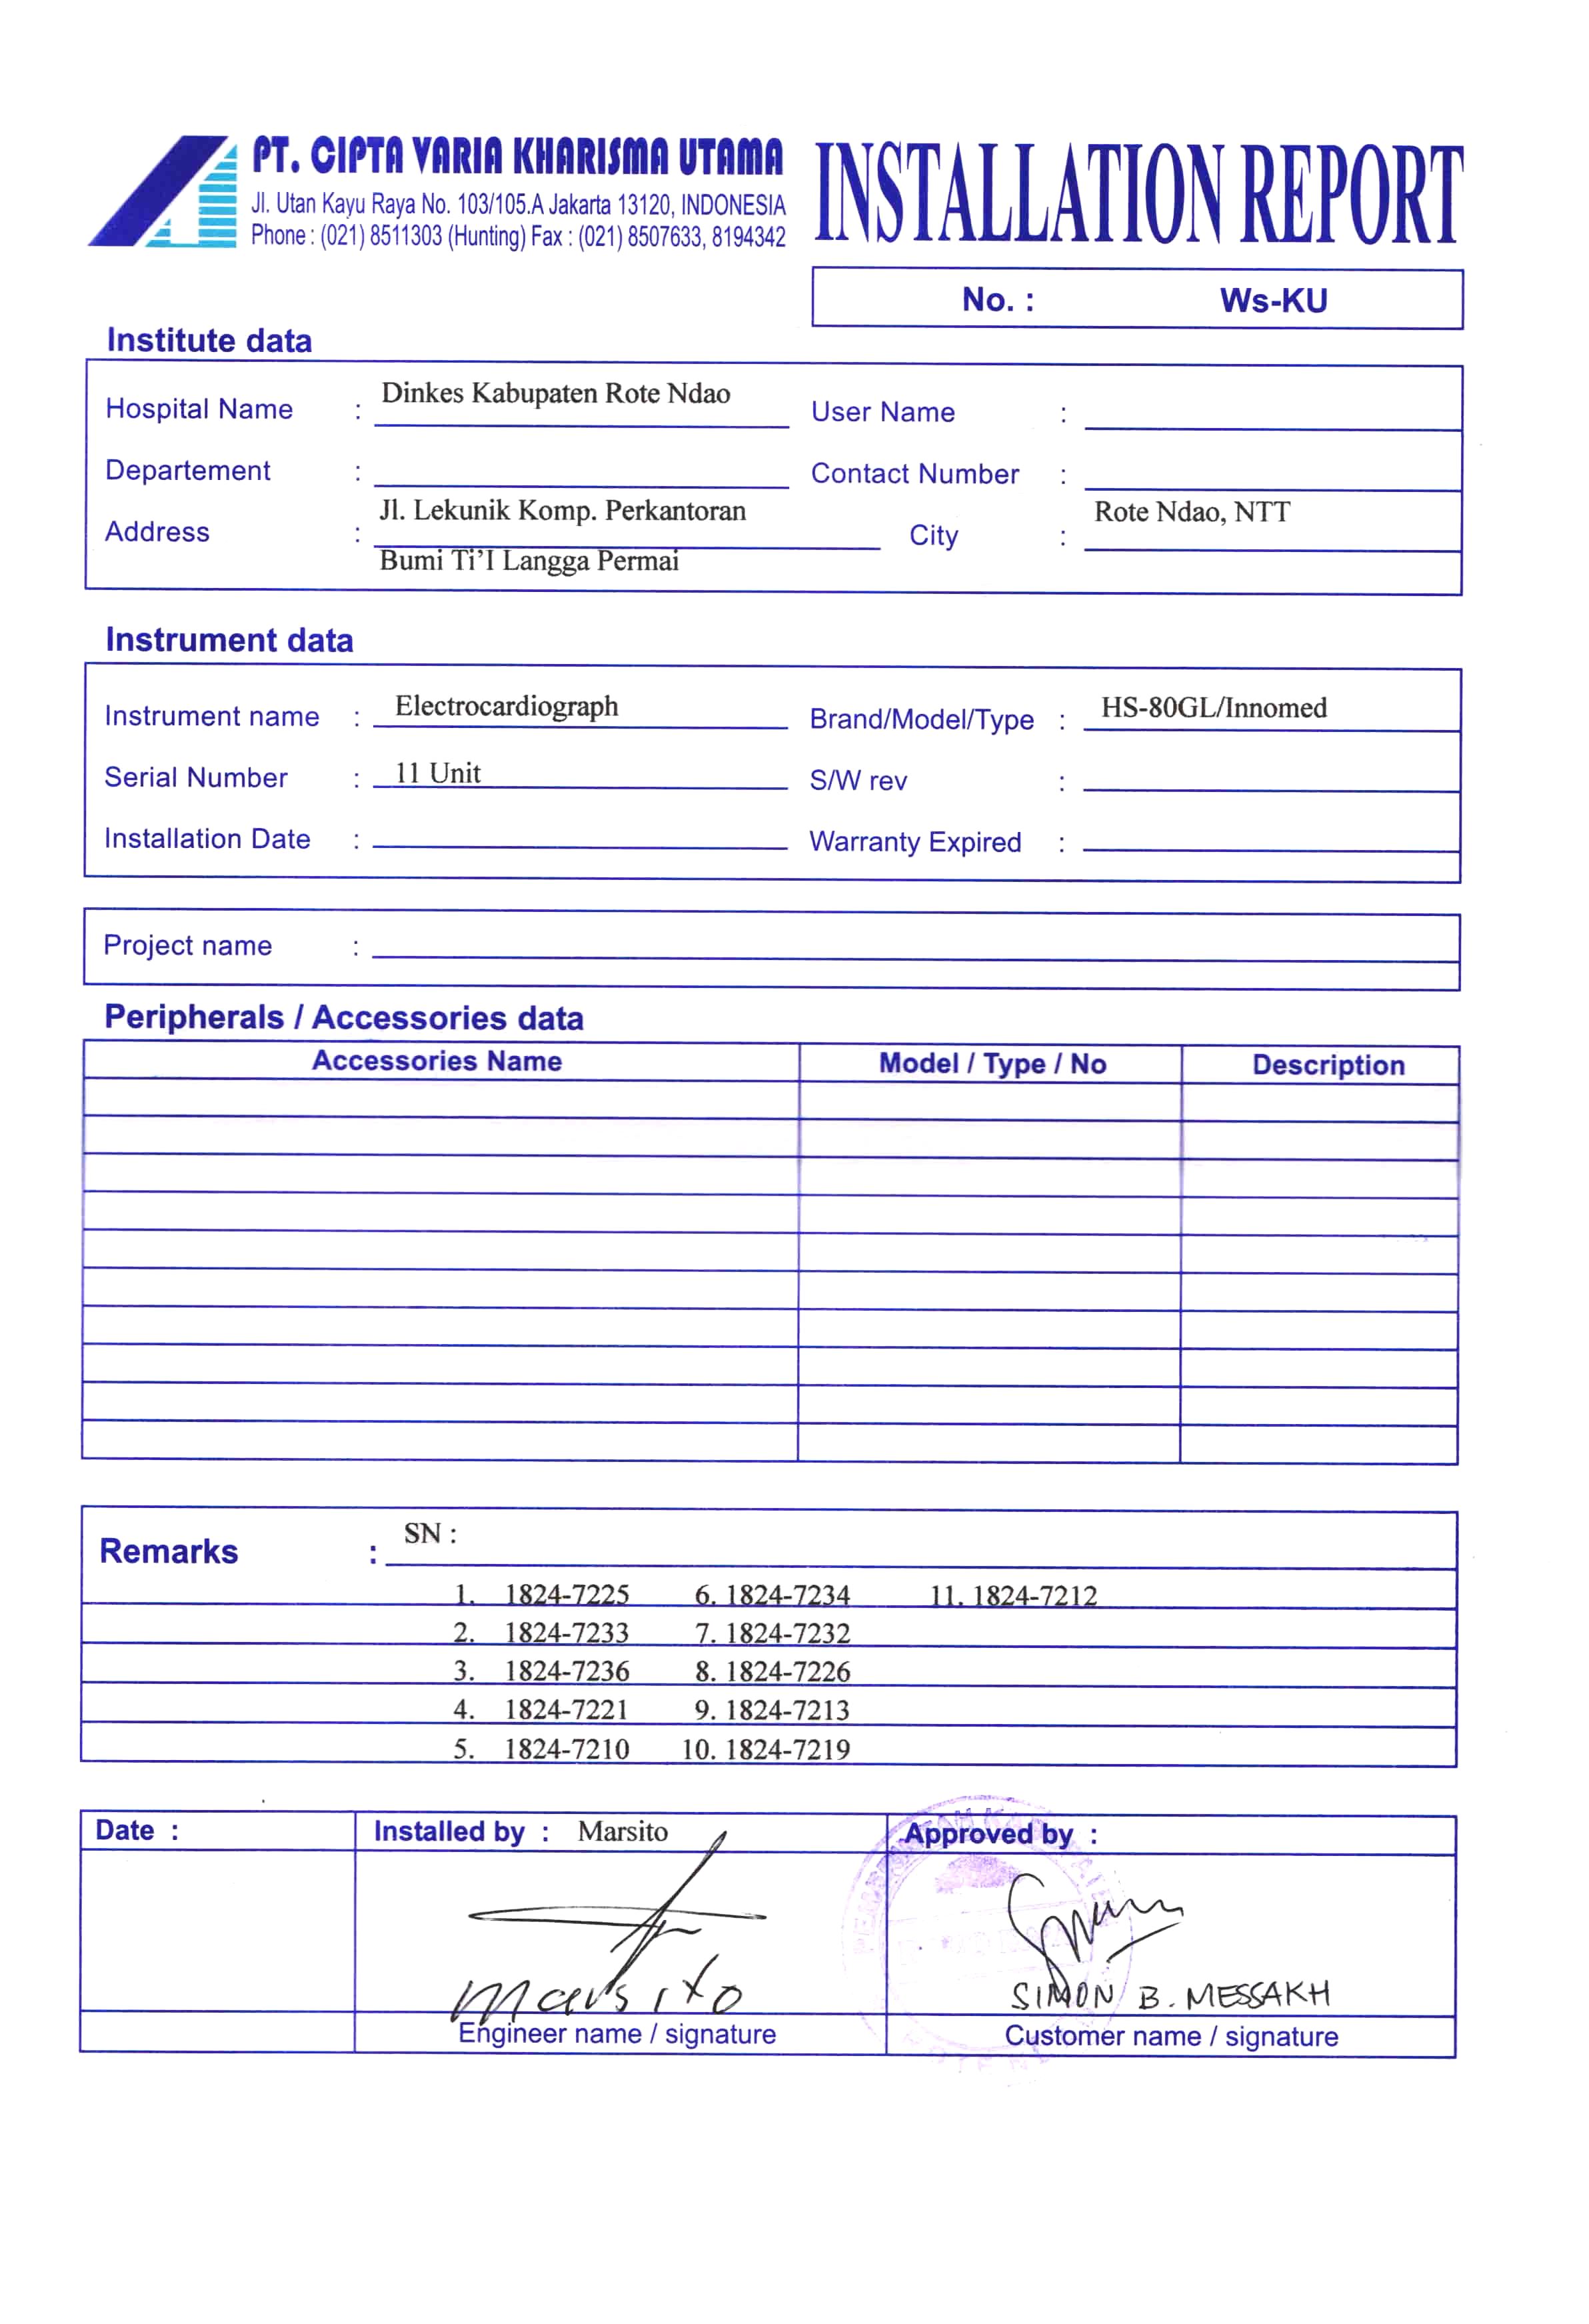 PT. CIPTA VARIA KHARISMA UTAMA
Jl. Utan Kayu Raya No. 103/105.A Jakarta 13120, INDONESIA
Phone : (021) 8511303 (Hunting) Fax : (021) 8507633, 8194342
INSTALLATION REPORT
No. : Ws-KU
Institute data
Hospital Name : Dinkes Kabupaten Rote Ndao User Name :
Departement : Contact Number :
Address : Jl. Lekunik Komp. Perkantoran City : Rote Ndao, NTT
Bumi Ti'I Langga Permai
Instrument data
Instrument name : Electrocardiograph Brand/Model/Type : HS-80GL/Innomed
Serial Number : 11 Unit S/W rev :
Installation Date : Warranty Expired :
Project name :
Peripherals / Accessories data
Accessories Name Model / Type / No Description
Remarks : SN :
1. 1824-7225 6. 1824-7234 11. 1824-7212
2. 1824-7233 7. 1824-7232
3. 1824-7236 8. 1824-7226
4. 1824-7221 9. 1824-7213
5. 1824-7210 10. 1824-7219
Date : Installed by : Marsito Approved by :
Marsito SIMON B. MESSAKH
Engineer name / signature Customer name / signature